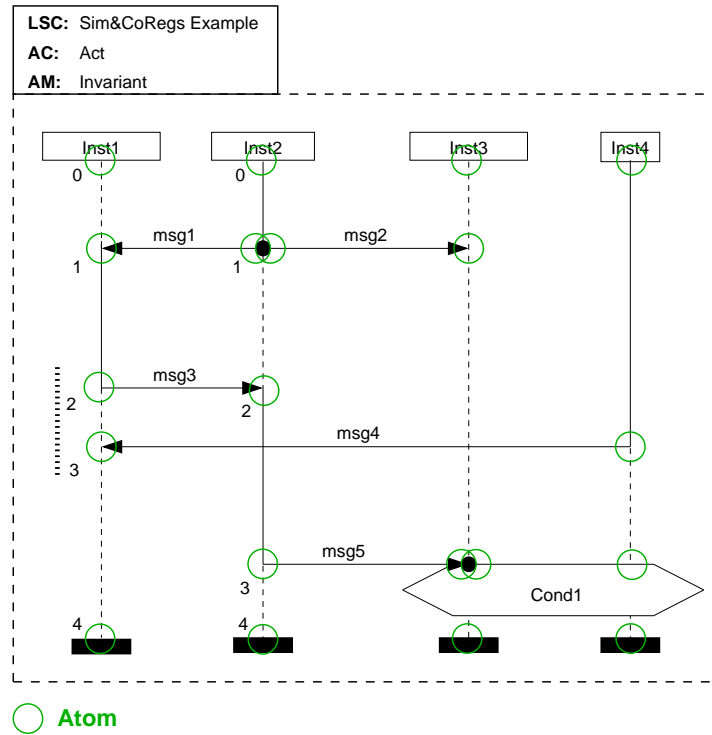 LSC: Sim&CoRegs Example
AC: Act
AM: Invariant
Inst1 Inst2 Inst3 Inst4
0 0
msg1 msg2
1 1
msg3
2 2
msg4
3
msg5
3
Cond1
4 4
Atom